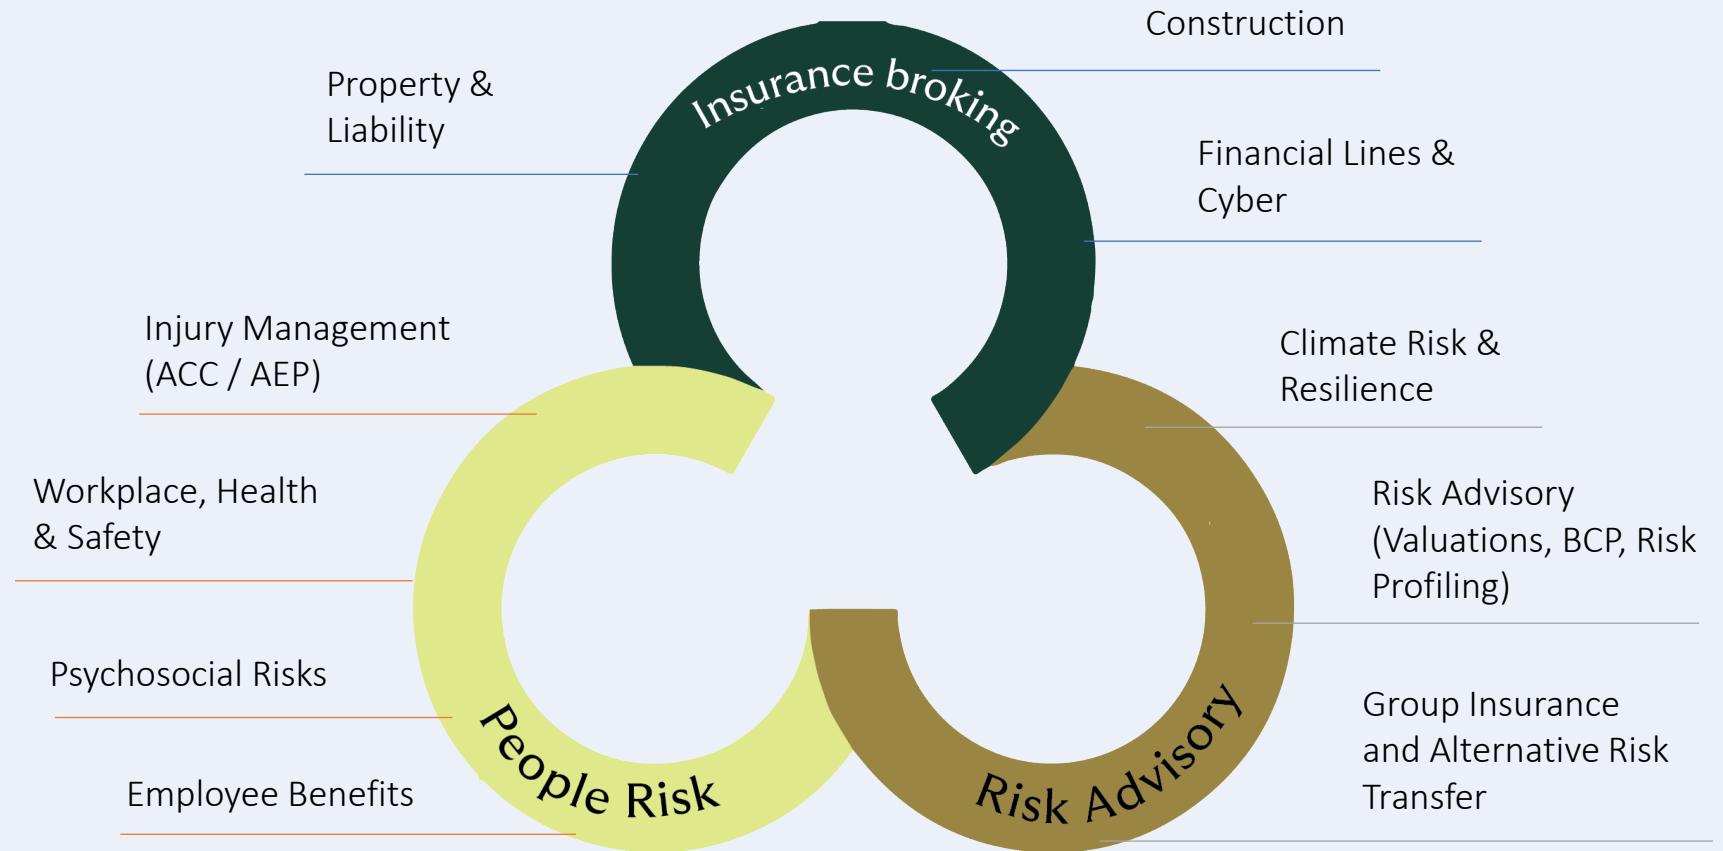 Construction
Insurance broking
Property &
Liability
Financial Lines &
Cyber
Injury Management
(ACC / AEP)
Climate Risk &
Resilience
Workplace, Health
& Safety
Risk Advisory
(Valuations, BCP, Risk
Profiling)
Psychosocial Risks
Group Insurance
and Alternative Risk
Transfer
People Risk
Risk Advisory
Employee Benefits